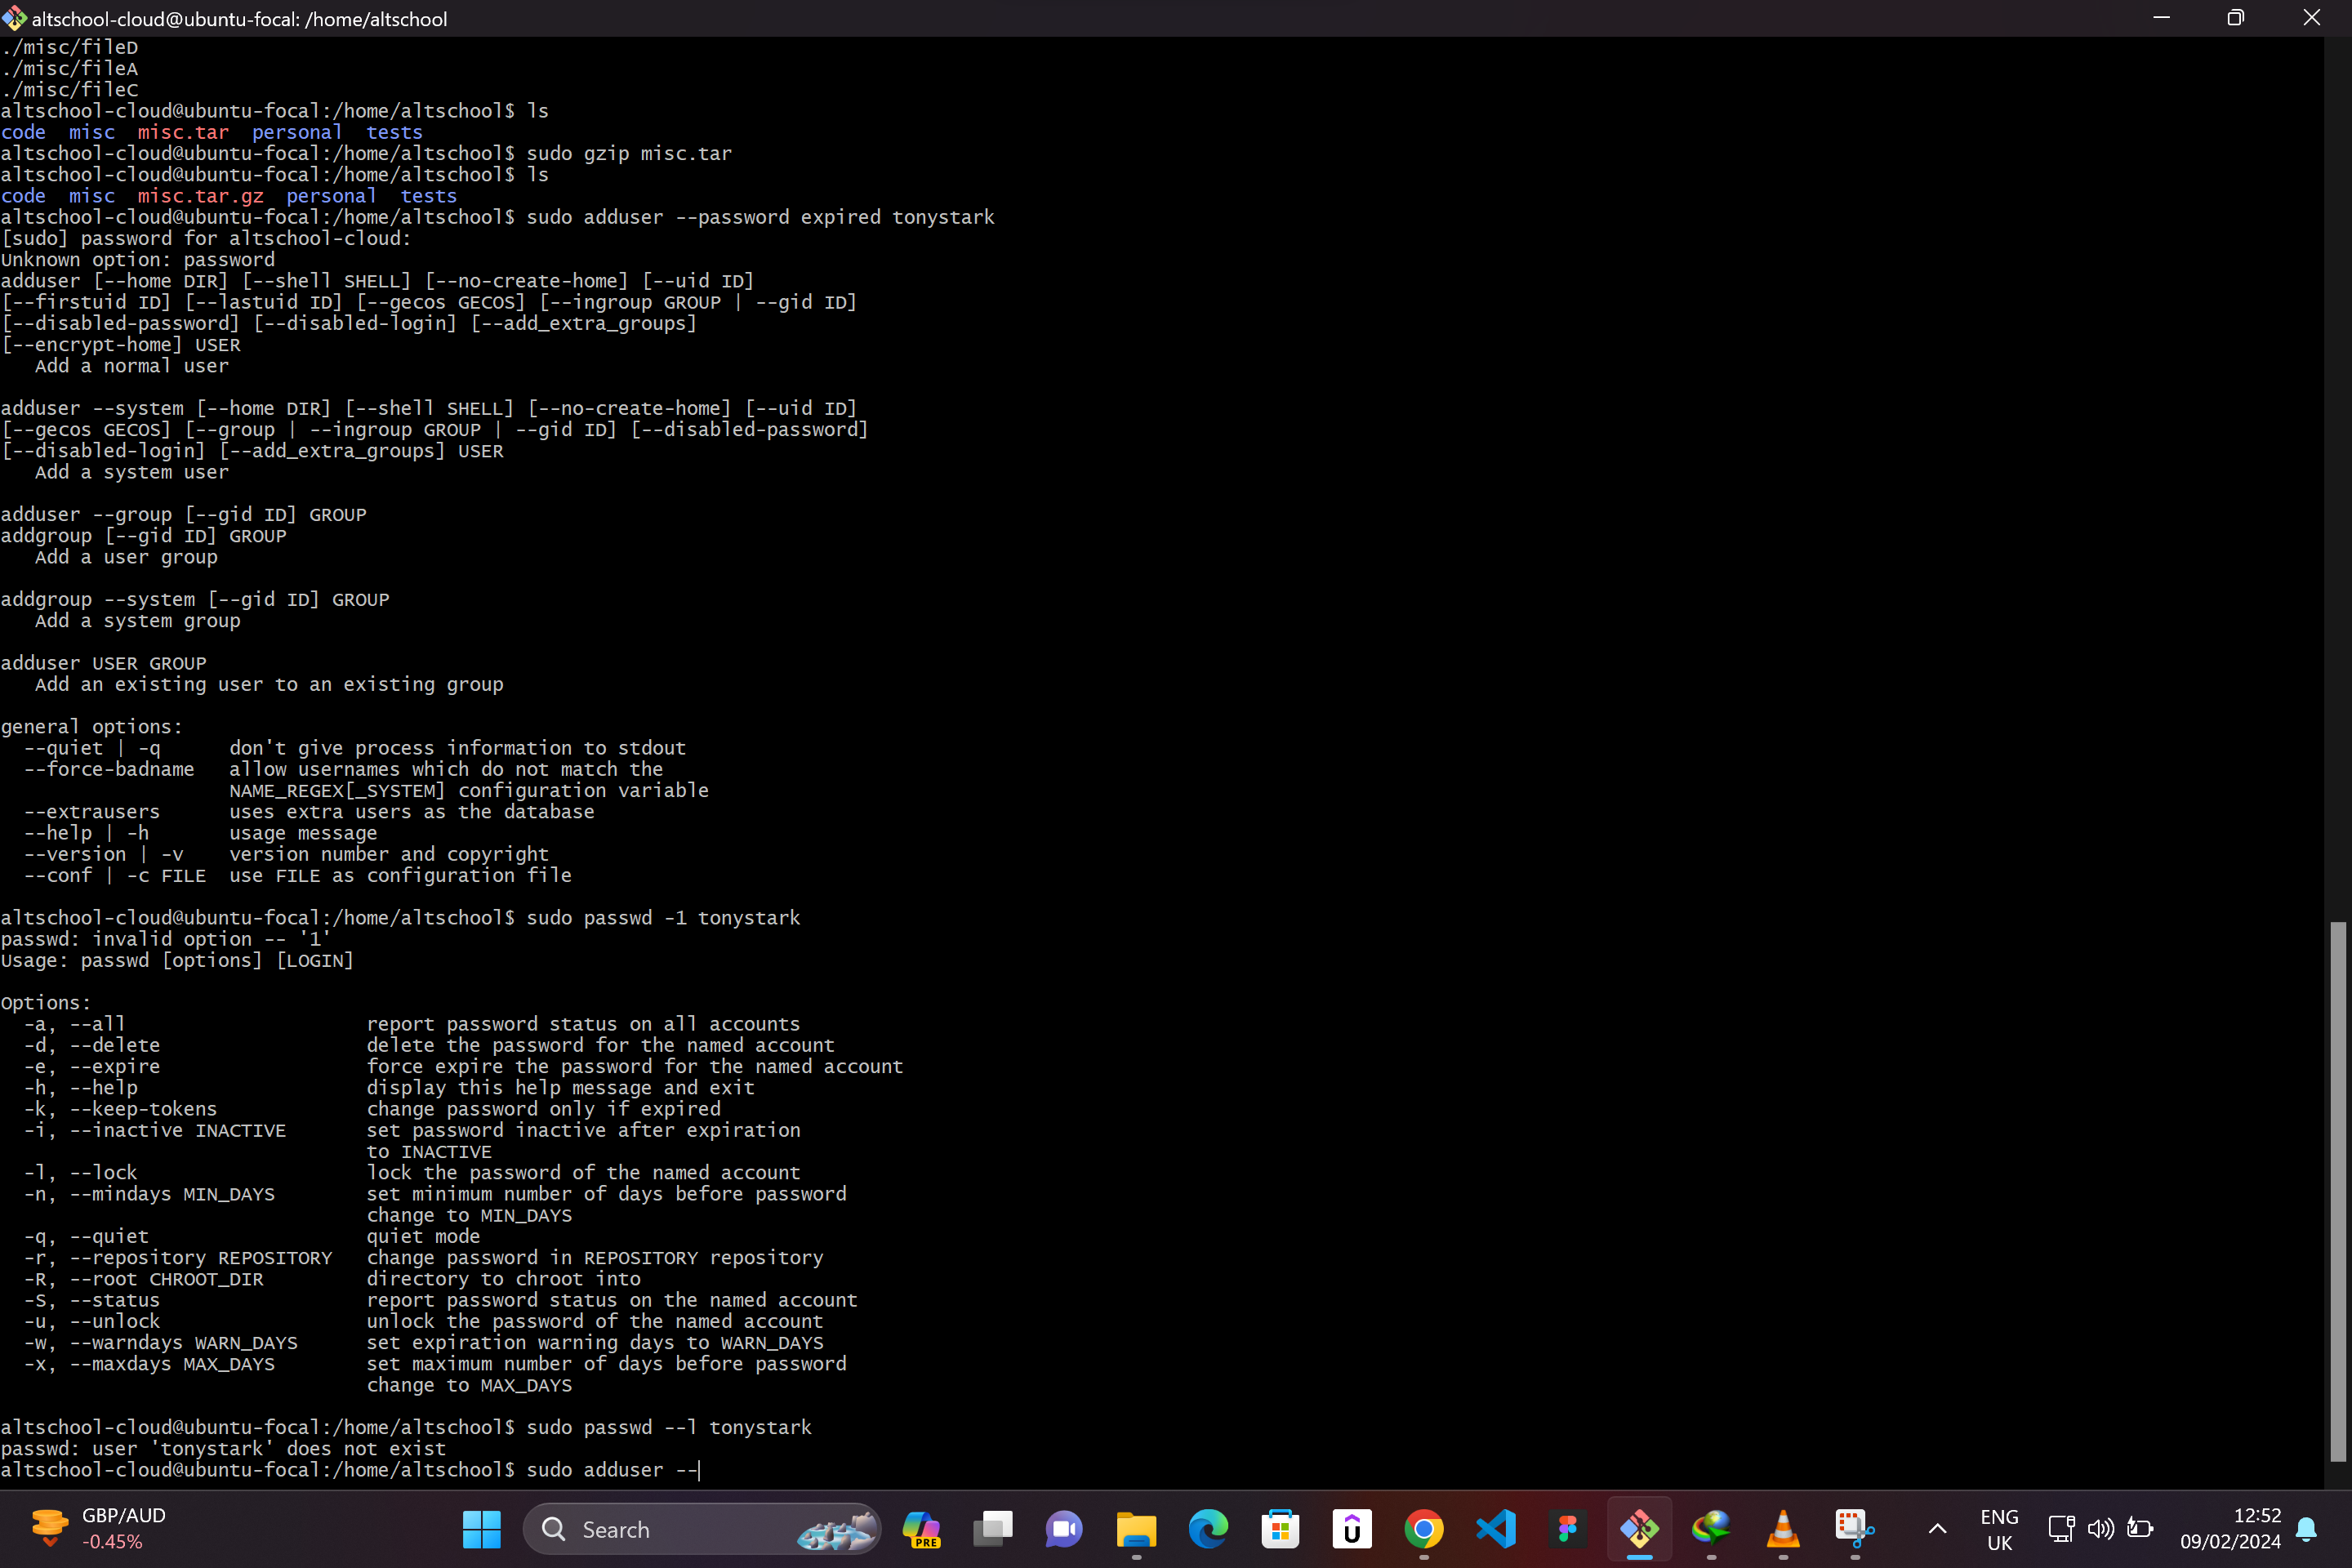 altschool-cloud@ubuntu-focal: /home/altschool
./misc/fileD
./misc/fileA
./misc/fileC
altschool-cloud@ubuntu-focal:/home/altschool$ ls
code  misc  misc.tar  personal  tests
altschool-cloud@ubuntu-focal:/home/altschool$ sudo gzip misc.tar
altschool-cloud@ubuntu-focal:/home/altschool$ ls
code  misc  misc.tar.gz  personal  tests
altschool-cloud@ubuntu-focal:/home/altschool$ sudo adduser --password expired tonystark
[sudo] password for altschool-cloud:
Unknown option: password
adduser [--home DIR] [--shell SHELL] [--no-create-home] [--uid ID]
[--firstuid ID] [--lastuid ID] [--gecos GECOS] [--ingroup GROUP | --gid ID]
[--disabled-password] [--disabled-login] [--add_extra_groups]
[--encrypt-home] USER
   Add a normal user

adduser --system [--home DIR] [--shell SHELL] [--no-create-home] [--uid ID]
[--gecos GECOS] [--group | --ingroup GROUP | --gid ID] [--disabled-password]
[--disabled-login] [--add_extra_groups] USER
   Add a system user

adduser --group [--gid ID] GROUP
addgroup [--gid ID] GROUP
   Add a user group

addgroup --system [--gid ID] GROUP
   Add a system group

adduser USER GROUP
   Add an existing user to an existing group

general options:
  --quiet | -q      don't give process information to stdout
  --force-badname   allow usernames which do not match the
                    NAME_REGEX[_SYSTEM] configuration variable
  --extrausers      uses extra users as the database
  --help | -h       usage message
  --version | -v    version number and copyright
  --conf | -c FILE  use FILE as configuration file

altschool-cloud@ubuntu-focal:/home/altschool$ sudo passwd -1 tonystark
passwd: invalid option -- '1'
Usage: passwd [options] [LOGIN]

Options:
  -a, --all                     report password status on all accounts
  -d, --delete                  delete the password for the named account
  -e, --expire                  force expire the password for the named account
  -h, --help                    display this help message and exit
  -k, --keep-tokens             change password only if expired
  -i, --inactive INACTIVE       set password inactive after expiration
                                to INACTIVE
  -l, --lock                    lock the password of the named account
  -n, --mindays MIN_DAYS        set minimum number of days before password
                                change to MIN_DAYS
  -q, --quiet                   quiet mode
  -r, --repository REPOSITORY   change password in REPOSITORY repository
  -R, --root CHROOT_DIR         directory to chroot into
  -S, --status                  report password status on the named account
  -u, --unlock                  unlock the password of the named account
  -w, --warndays WARN_DAYS      set expiration warning days to WARN_DAYS
  -x, --maxdays MAX_DAYS        set maximum number of days before password
                                change to MAX_DAYS

altschool-cloud@ubuntu-focal:/home/altschool$ sudo passwd --l tonystark
passwd: user 'tonystark' does not exist
altschool-cloud@ubuntu-focal:/home/altschool$ sudo adduser --
GBP/AUD
-0.45%
Search
PRE
ENG
UK
12:52
09/02/2024